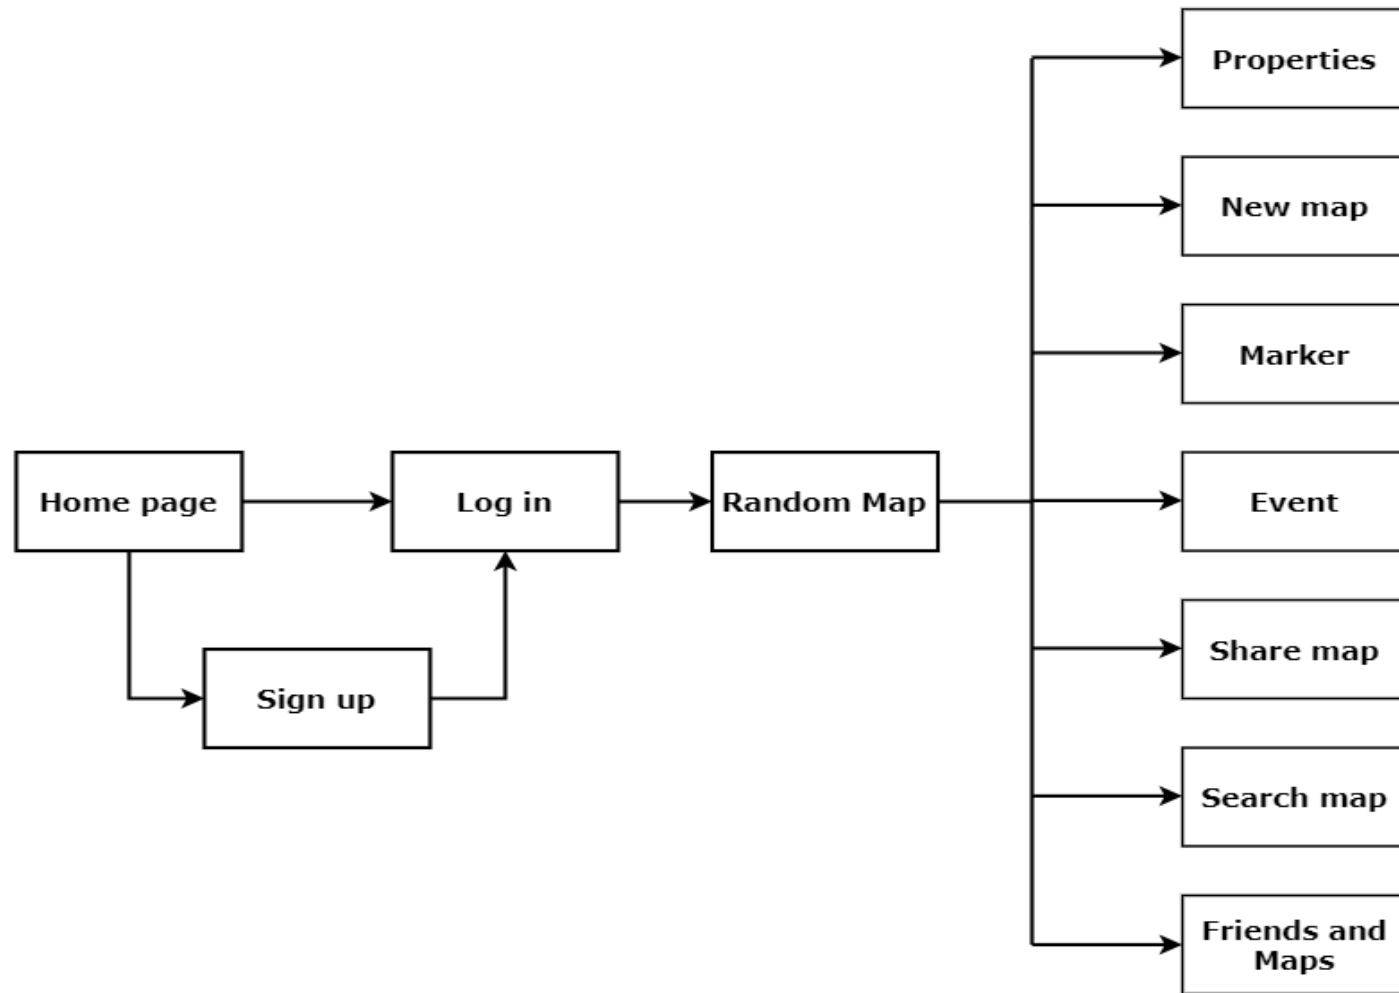 Properties
New map
Marker
Home page
Log in
Random Map
Event
Sign up
Share map
Search map
Friends and
Maps